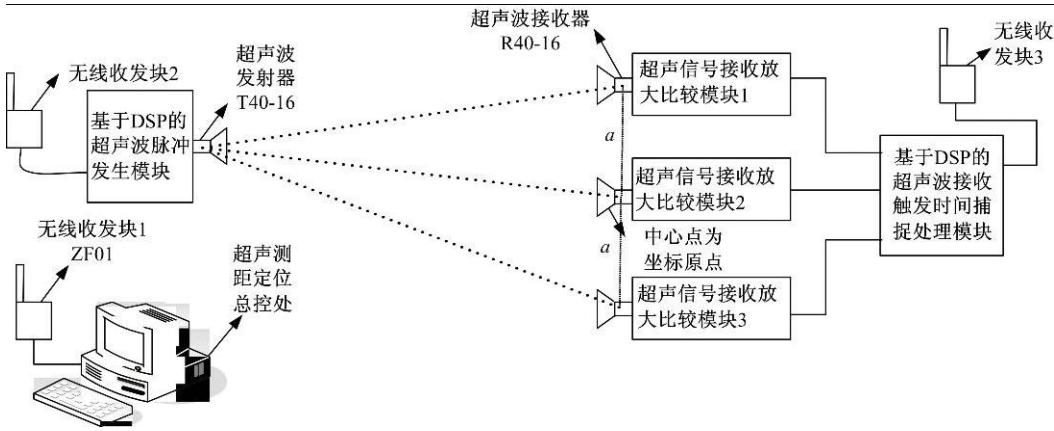 无线收发块2
基于DSP的
超声波脉冲
发生模块
超声波
发射器
T40-16
无线收发块1
ZF01
超声测
距定位
总控处
超声波接收器
R40-16
超声信号接收放
大比较模块1
a
超声信号接收放
大比较模块2
a
中心点为
坐标原点
超声信号接收放
大比较模块3
无线收
发块3
基于DSP的
超声波接收
触发时间捕
捉处理模块